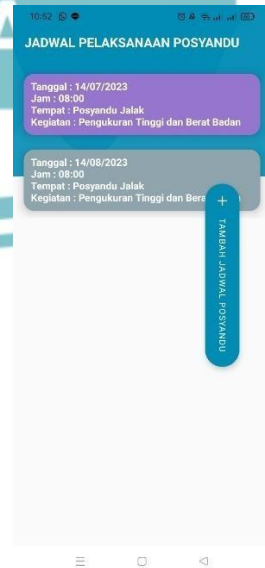 10:52
JADWAL PELAKSANAAN POSYANDU
Tanggal : 14/07/2023
Jam : 08:00
Tempat : Posyandu Jalak
Kegiatan : Pengukuran Tinggi dan Berat Badan
Tanggal : 14/08/2023
Jam : 08:00
Tempat : Posyandu Jalak
Kegiatan : Pengukuran Tinggi dan Bera
+ TAMBAH JADWAL POSYANDU